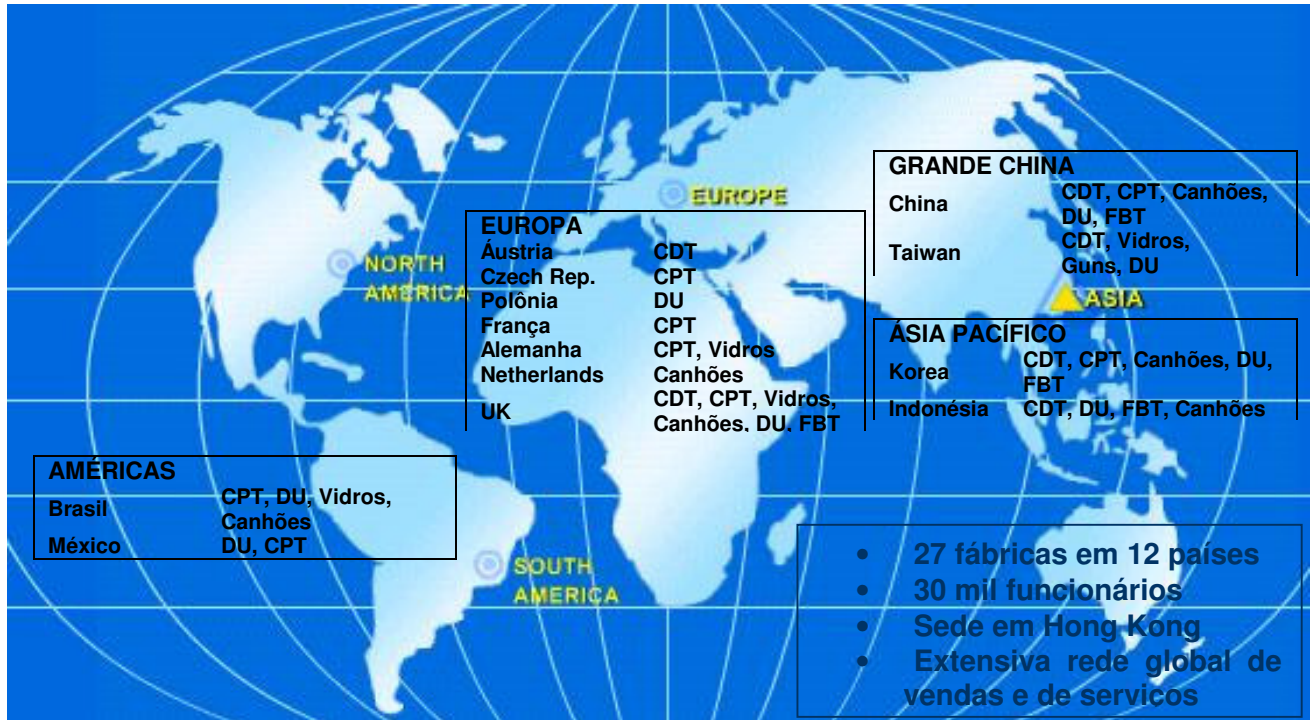 NORTH
AMERICA
EUROPE
ASIA
SOUTH
AMERICA
EUROPA
Áustria CDT
Czech Rep. CPT
Polônia DU
França CPT
Alemanha CPT, Vidros
Netherlands Canhões
UK CDT, CPT, Vidros,
Canhões, DU, FBT
GRANDE CHINA
China CDT, CPT, Canhões,
DU, FBT
Taiwan CDT, Vidros,
Guns, DU
ÁSIA PACÍFICO
Korea CDT, CPT, Canhões, DU,
FBT
Indonésia CDT, DU, FBT, Canhões
AMÉRICAS
Brasil CPT, DU, Vidros,
Canhões
México DU, CPT
• 27 fábricas em 12 países
• 30 mil funcionários
• Sede em Hong Kong
• Extensiva rede global de
vendas e de serviços